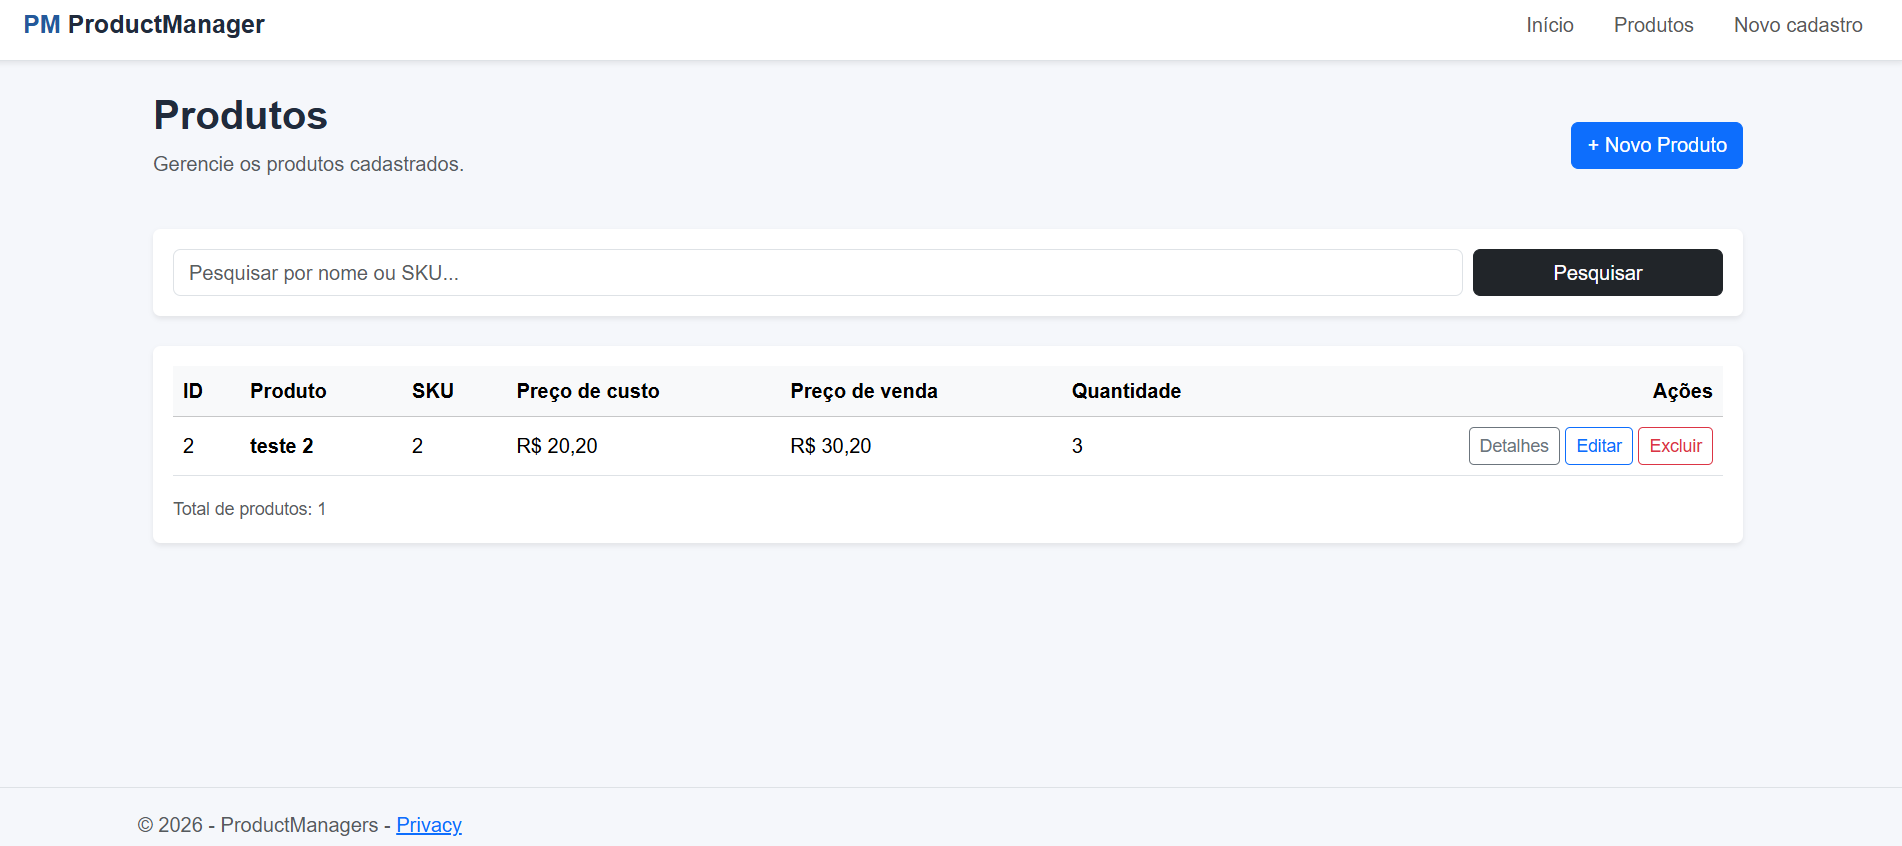 PM ProductManager Início Produtos Novo cadastro
Produtos
Gerencie os produtos cadastrados.
+ Novo Produto
Pesquisar por nome ou SKU... Pesquisar
ID Produto SKU Preço de custo Preço de venda Quantidade Ações
2 teste 2 2 R$ 20,20 R$ 30,20 3 Detalhes Editar Excluir
Total de produtos: 1
© 2026 - ProductManagers - Privacy